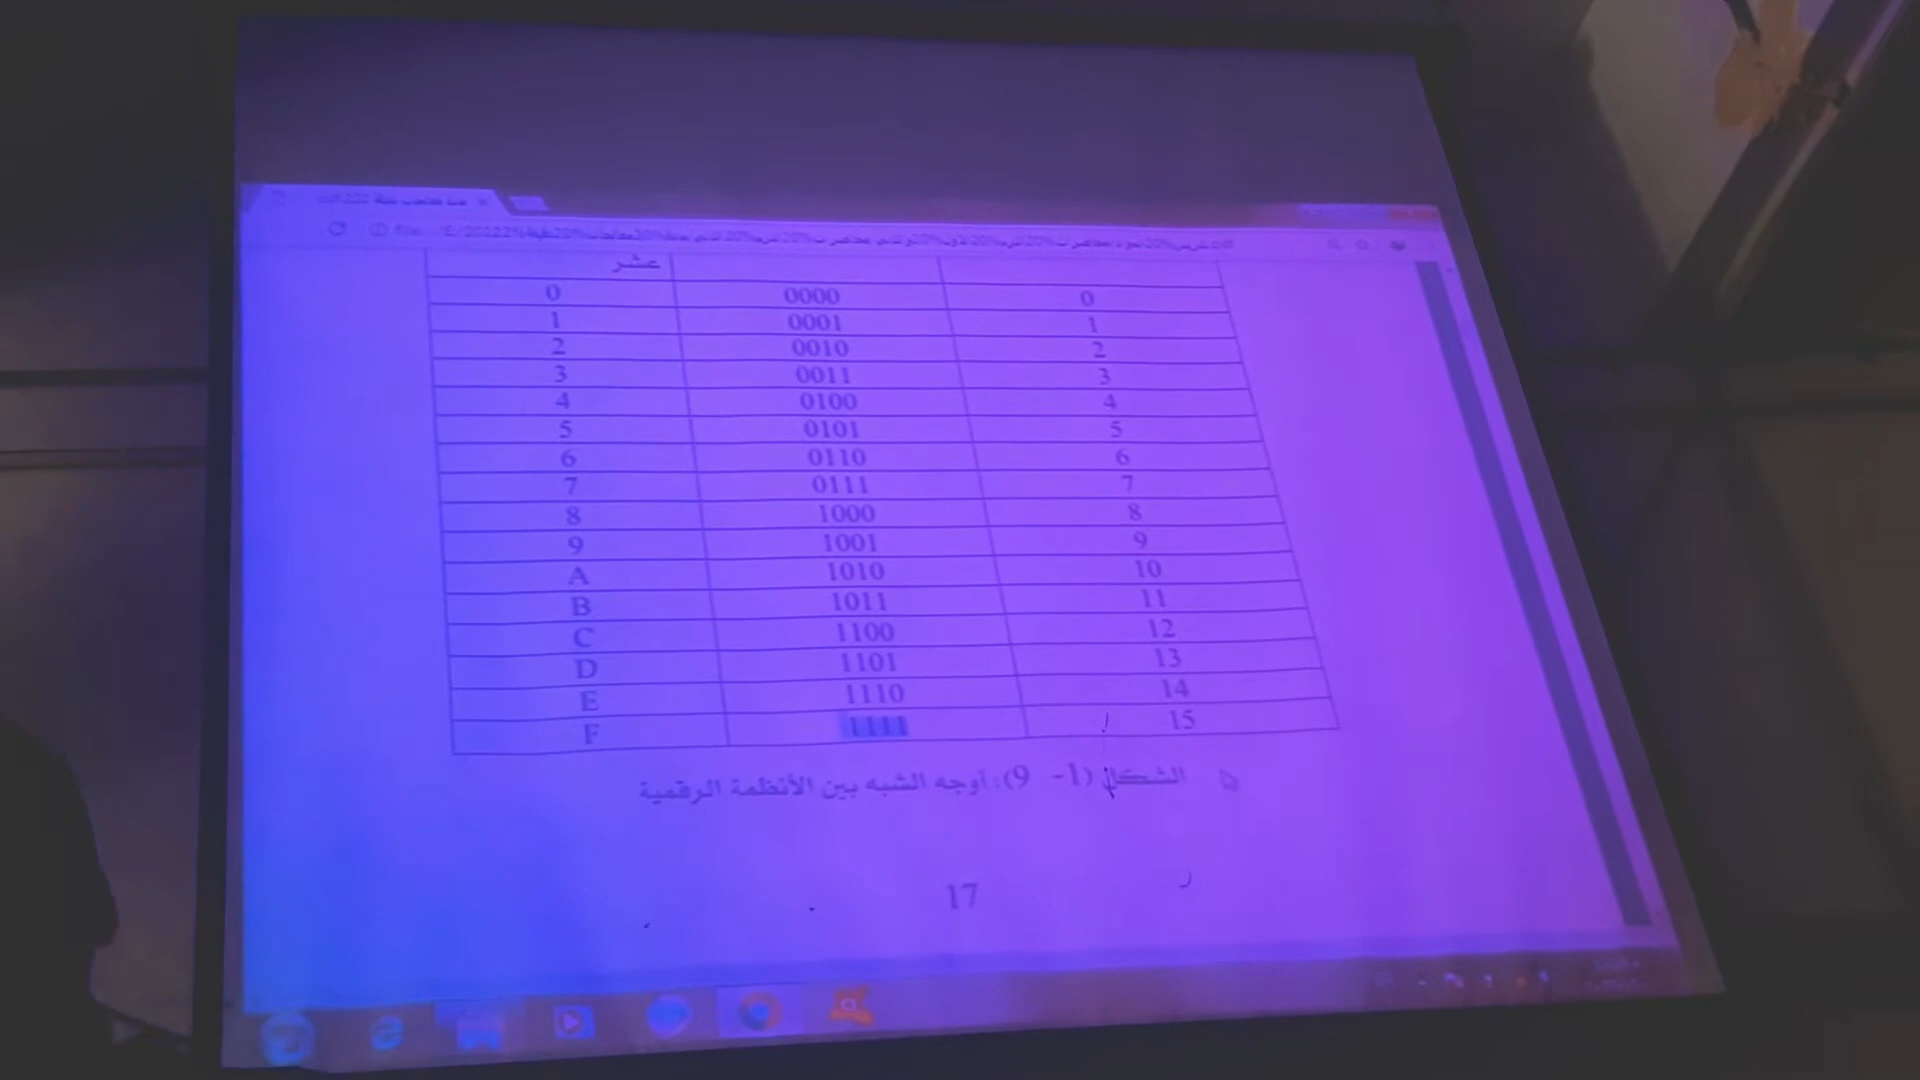 عشر
0 0000 0
1 0001 1
2 0010 2
3 0011 3
4 0100 4
5 0101 5
6 0110 6
7 0111 7
8 1000 8
9 1001 9
A 1010 10
B 1011 11
C 1100 12
D 1101 13
E 1110 14
F 1111 15
الشكل (1- 9): أوجه الشبه بين الأنظمة الرقمية
17